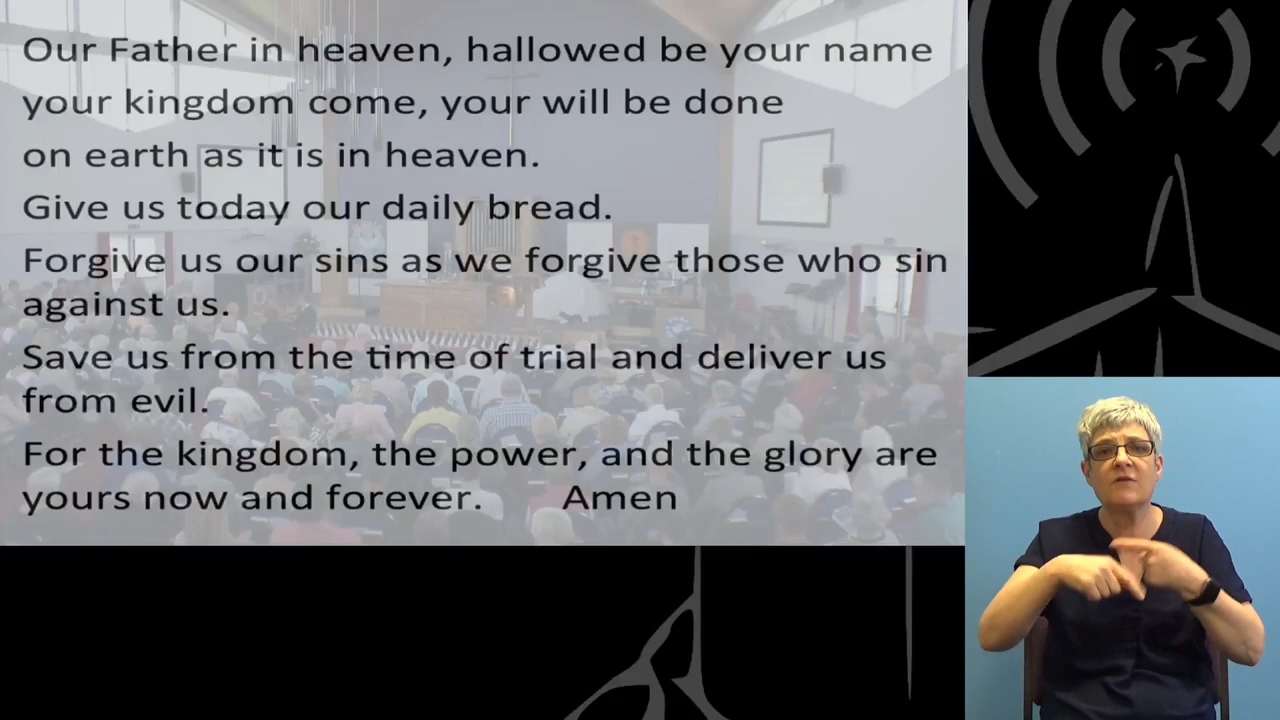 Our Father in heaven, hallowed be your name
your kingdom come, your will be done
on earth as it is in heaven.
Give us today our daily bread.
Forgive us our sins as we forgive those who sin
against us.
Save us from the time of trial and deliver us
from evil.
For the kingdom, the power, and the glory are
yours now and forever. Amen